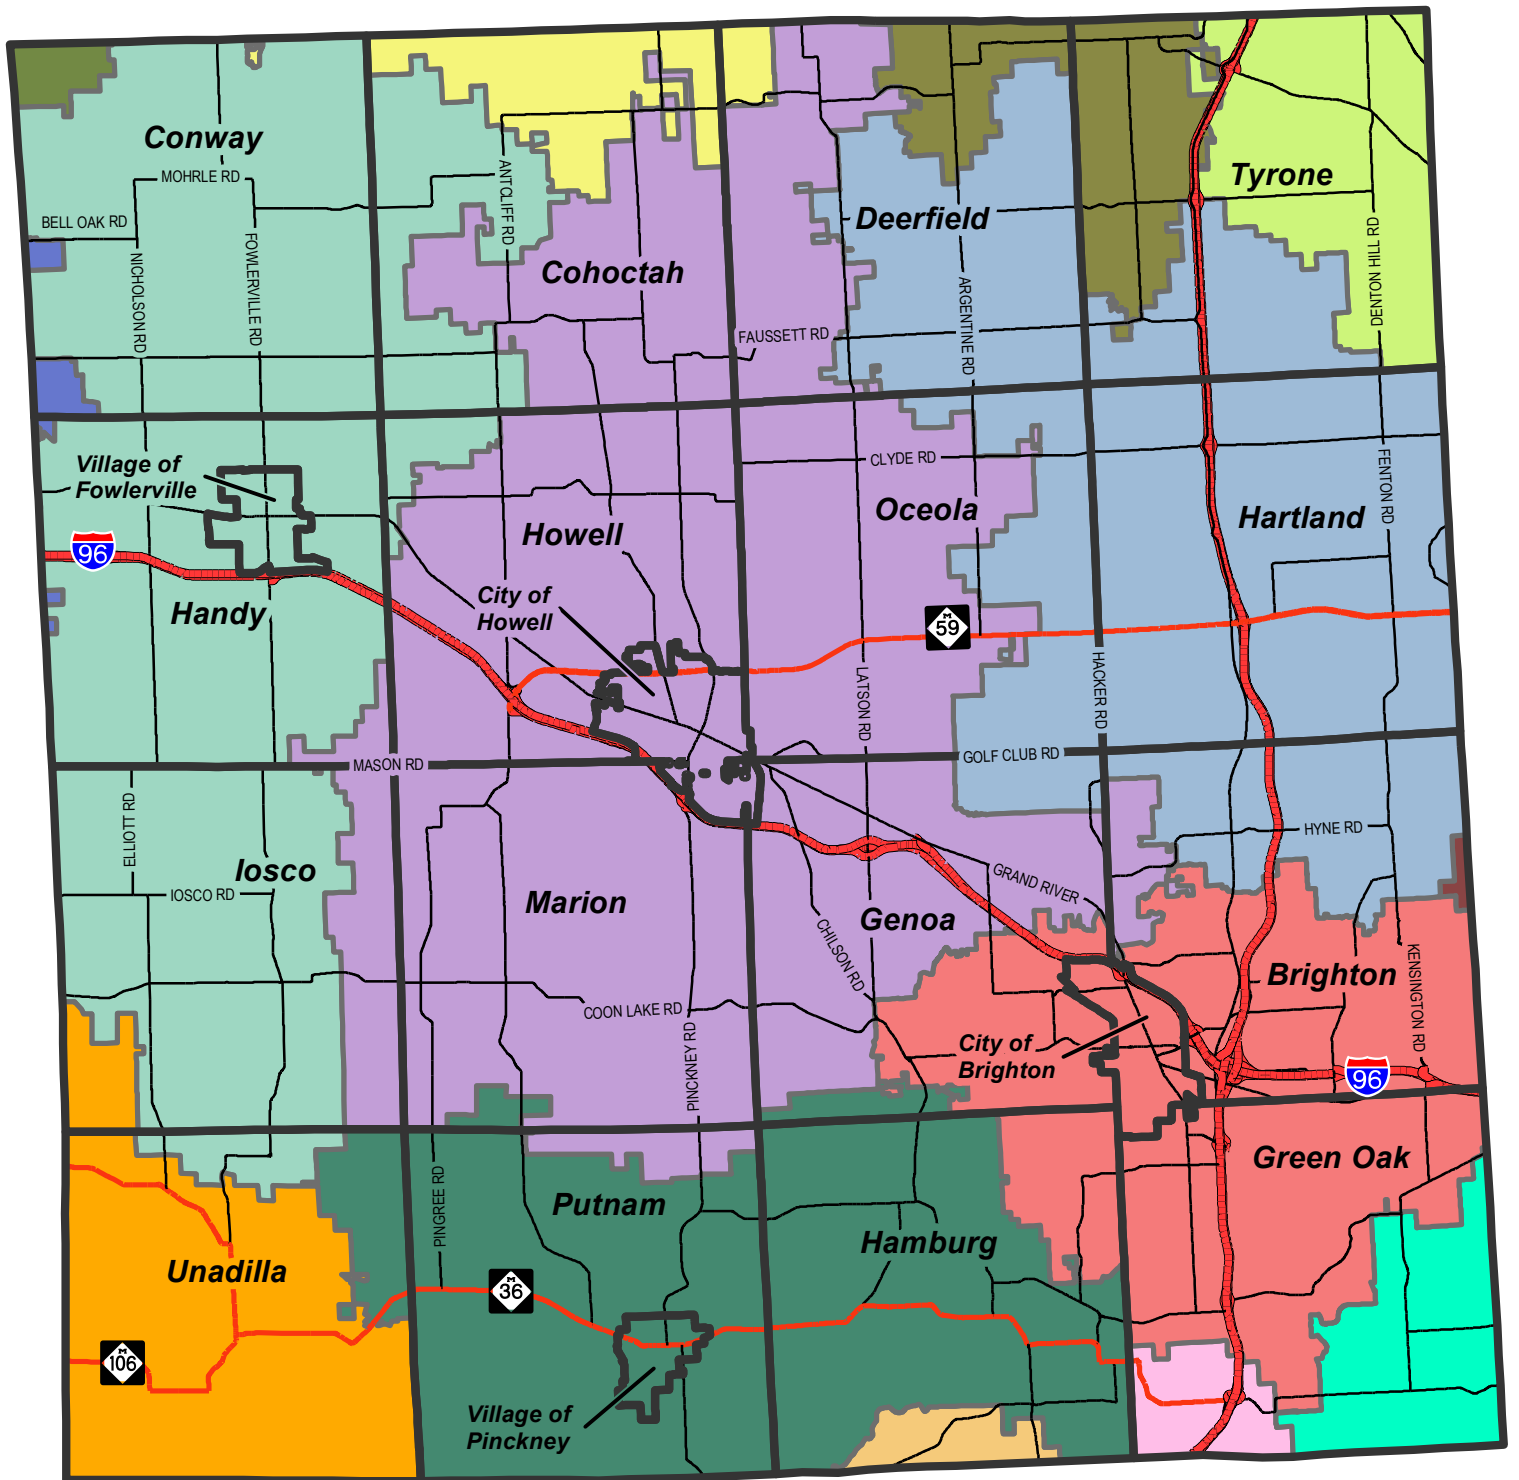 Conway
MOHRLE RD
BELL OAK RD
NICHOLSON RD
FOWLERVILLE RD
ANTCLIFF RD
Cohoctah
Deerfield
Tyrone
ARGENTINE RD
DENTON HILL RD
FAUSSETT RD
Village of
Fowlerville
CLYDE RD
Oceola
Hartland
FENTON RD
Howell
96
City of
Howell
Handy
M
59
LATSON RD
HACKER RD
MASON RD
GOLF CLUB RD
ELLIOTT RD
HYNE RD
Iosco
IOSCO RD
Marion
Genoa
GRAND RIVER
CHILSON RD
Brighton
KENSINGTON RD
COON LAKE RD
PINCKNEY RD
City of
Brighton
96
Green Oak
PINGREE RD
Putnam
Hamburg
Unadilla
M
36
M
106
Village of
Pinckney